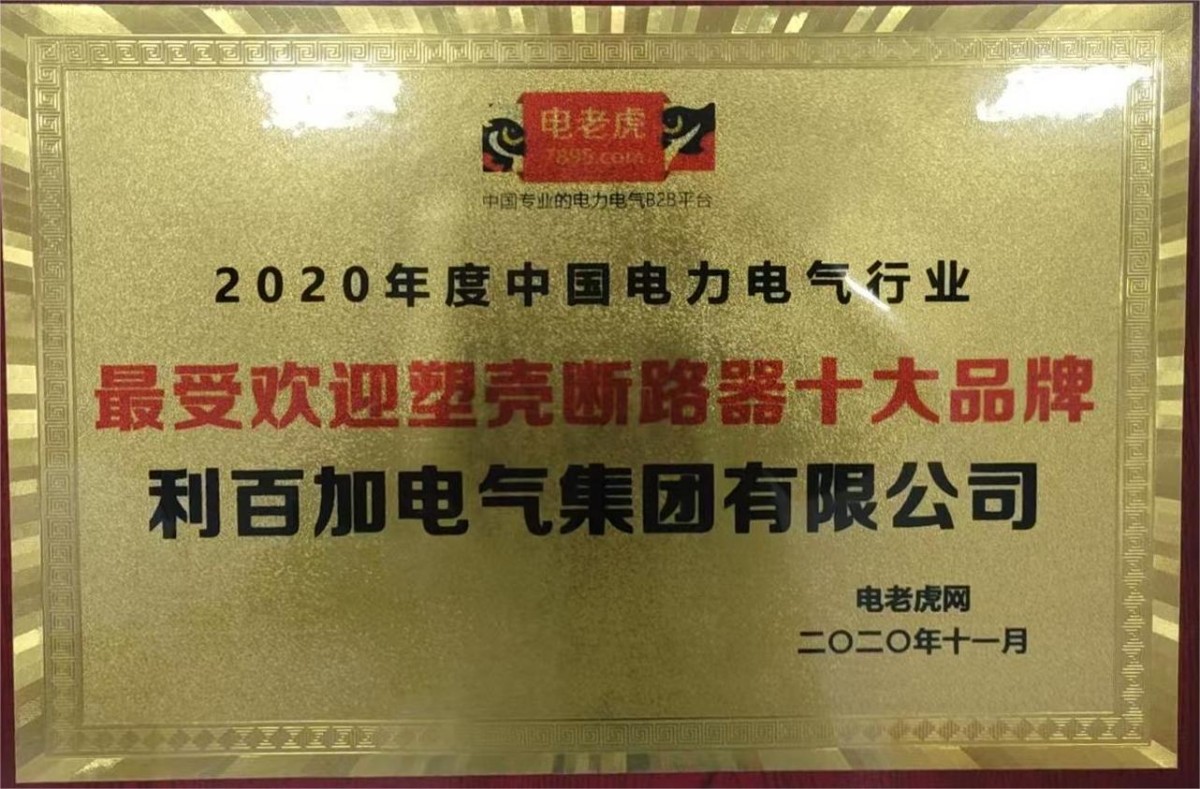 电老虎
7895.com
中国专业的电力电气B2B平台
2020年度中国电力电气行业
最受欢迎塑壳断路器十大品牌
利百加电气集团有限公司
电老虎网
二〇二〇年十一月